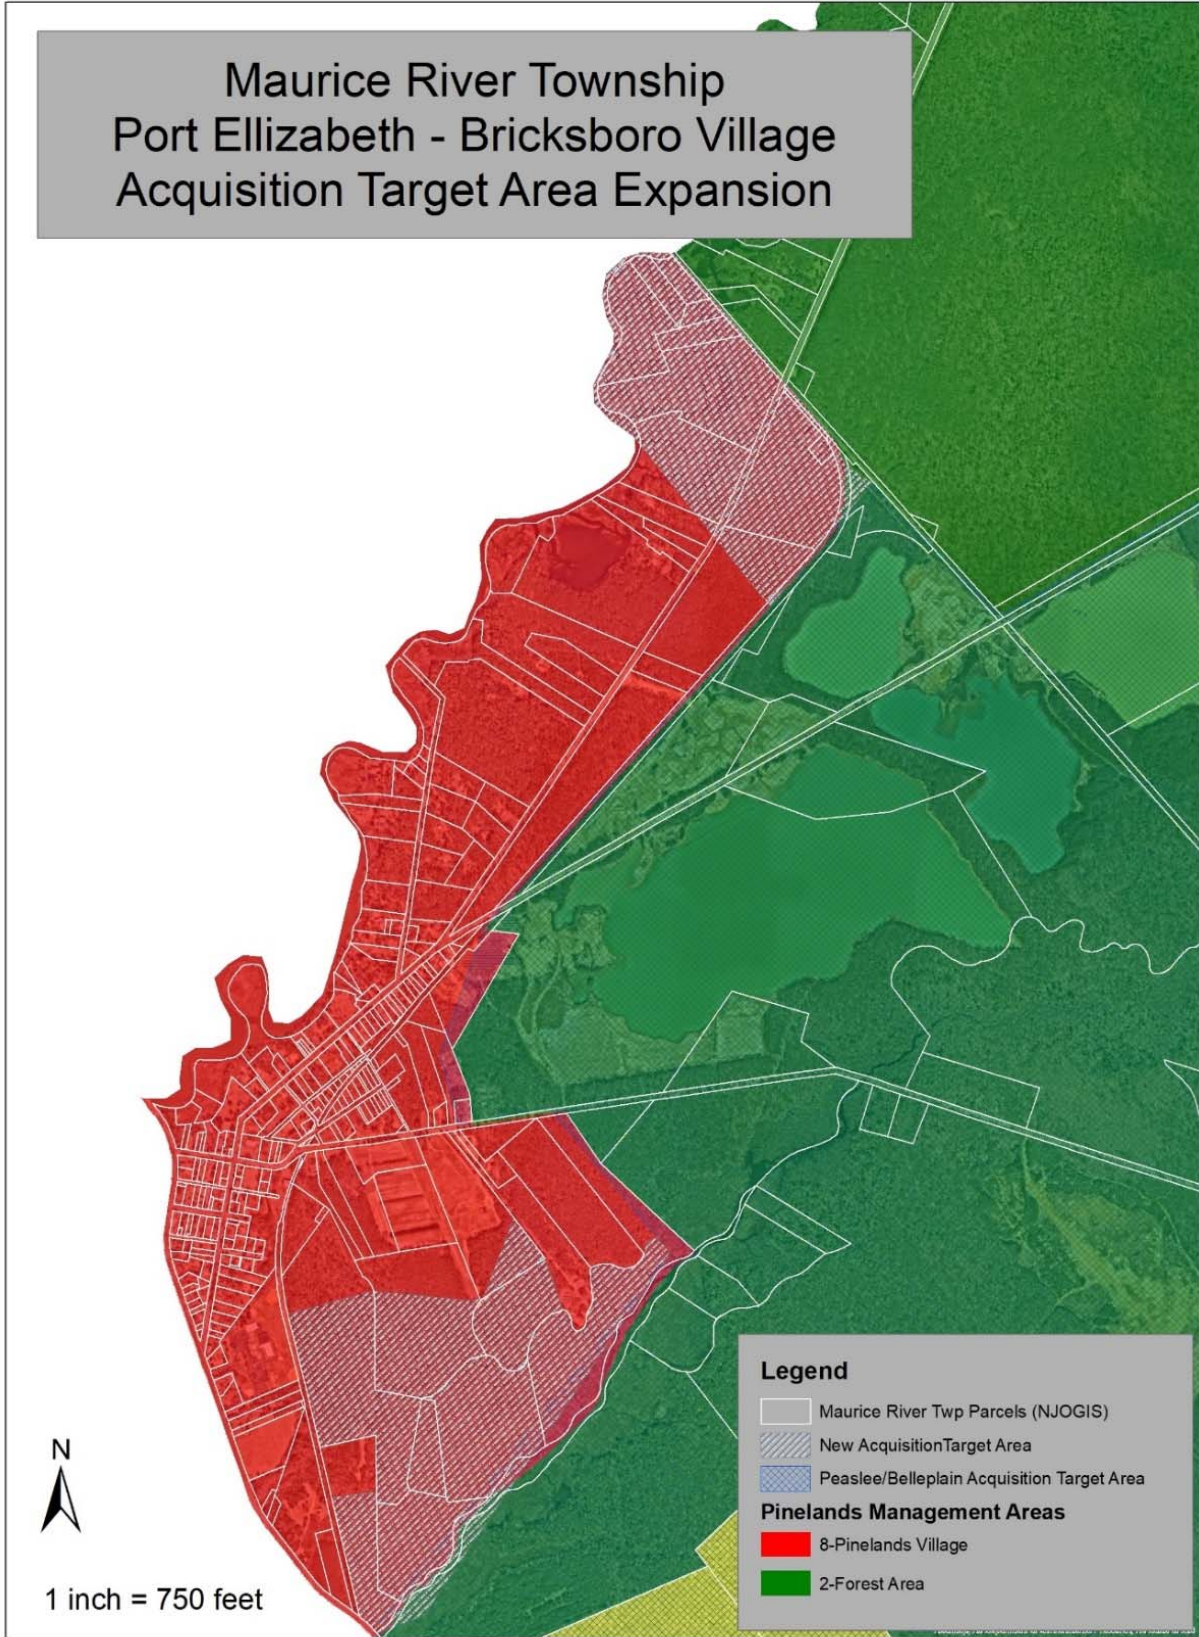 Maurice River Township
Port Ellizabeth - Bricksboro Village
Acquisition Target Area Expansion
N
1 inch = 750 feet
Legend
Maurice River Twp Parcels (NJOGIS)
New AcquisitionTarget Area
Peaslee/Belleplain Acquisition Target Area
Pinelands Management Areas
8-Pinelands Village
2-Forest Area